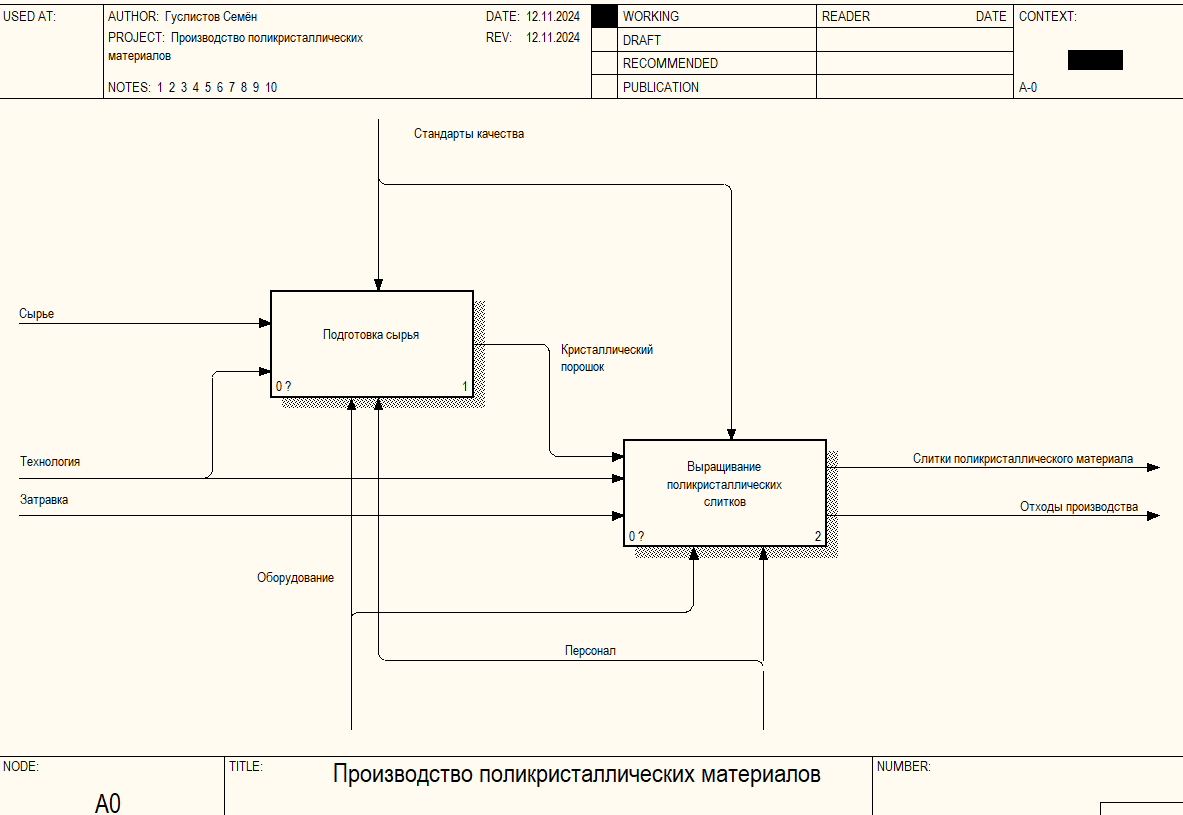 USED AT:
AUTHOR: Гуслистов Семён
DATE: 12.11.2024
PROJECT: Производство поликристаллических
материалов
REV: 12.11.2024
NOTES: 1 2 3 4 5 6 7 8 9 10
WORKING
DRAFT
RECOMMENDED
PUBLICATION
READER
DATE
CONTEXT:
A-0
Стандарты качества
Сырье
Подготовка сырья
0 ?
1
Кристаллический
порошок
Технология
Затравка
Выращивание
поликристаллических
слитков
0 ?
2
Слитки поликристаллического материала
Отходы производства
Оборудование
Персонал
NODE:
A0
TITLE:
Производство поликристаллических материалов
NUMBER: